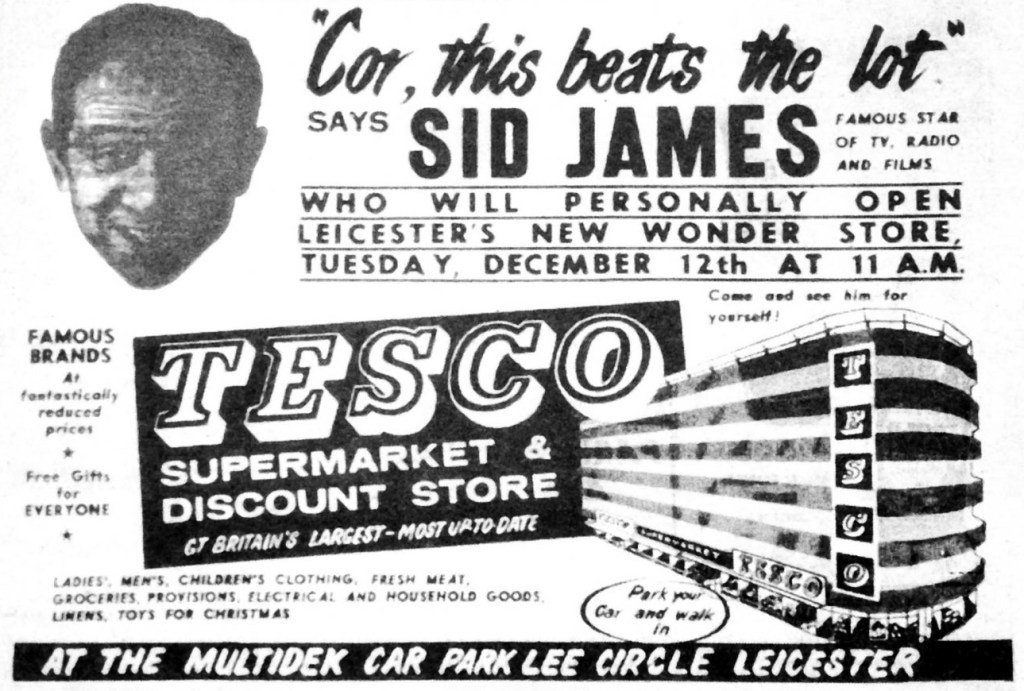 "Cor, this beats the lot"
SAYS SID JAMES
FAMOUS STAR
OF TV, RADIO
AND FILMS
WHO WILL PERSONALLY OPEN
LEICESTER'S NEW WONDER STORE,
TUESDAY, DECEMBER 12th AT 11 A.M.
Come and see him for
yourself!
FAMOUS
BRANDS
At
fantastically
reduced
prices
★
Free Gifts
for
EVERYONE
★
TESCO
SUPERMARKET &
DISCOUNT STORE
GT BRITAIN'S LARGEST-MOST UP-TO-DATE
TESCO
SUPERMARKET
TESCO
LADIES', MEN'S, CHILDREN'S CLOTHING, FRESH MEAT,
GROCERIES, PROVISIONS, ELECTRICAL AND HOUSEHOLD GOODS,
LINENS, TOYS FOR CHRISTMAS
Park your
Car and walk
in
AT THE MULTIDEK CAR PARK LEE CIRCLE LEICESTER